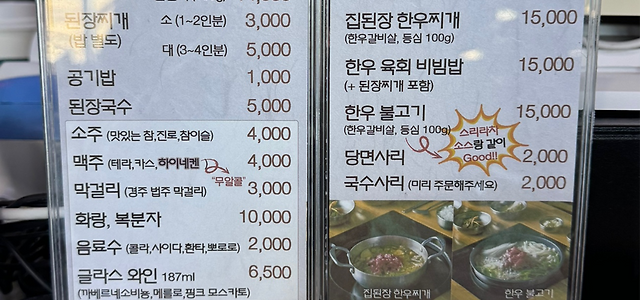 3,000
된장찌개 소 (1~2인분) 3,000
(밥 별도) 대 (3~4인분) 5,000
공기밥 1,000
된장국수 5,000
소주 (맛있는 참,진로,참이슬) 4,000
맥주 (테라,카스,하이네켄) 4,000
"무알콜"
막걸리 (경주 법주 막걸리) 3,000
화랑, 복분자 10,000
음료수 (콜라,사이다,환타,뽀로로) 2,000
글라스 와인 187ml 6,500
(까베르네소비뇽, 메를로,핑크 모스카토)
집된장 한우찌개 15,000
(한우갈비살, 등심 100g)
한우 육회 비빔밥 15,000
(+ 된장찌개 포함)
한우 불고기 15,000
(한우갈비살, 등심 100g)
스리라차
소스랑 같이
Good!!
당면사리 2,000
국수사리 (미리 주문해주세요) 2,000
집된장 한우찌개
한우 불고기